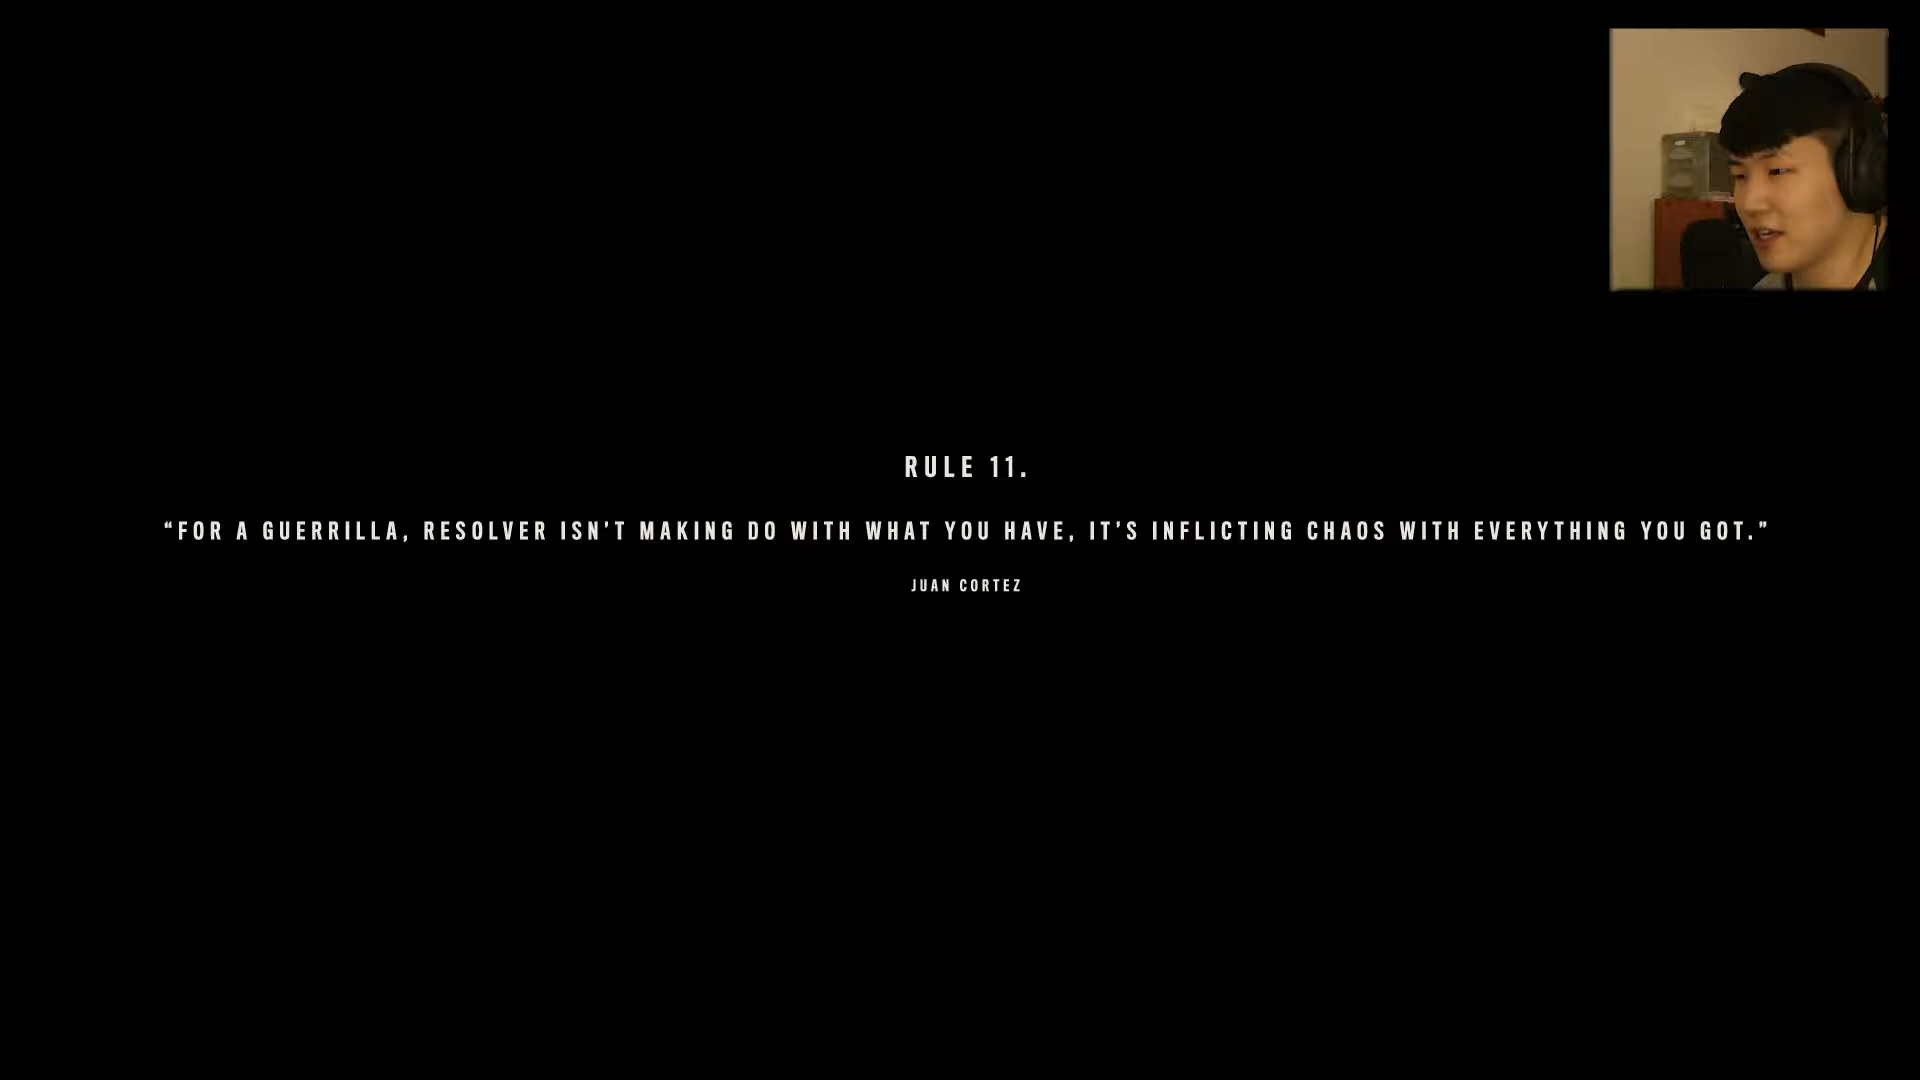 RULE 11.
“FOR A GUERRILLA, RESOLVER ISN’T MAKING DO WITH WHAT YOU HAVE, IT’S INFLICTING CHAOS WITH EVERYTHING YOU GOT.”
JUAN CORTEZ